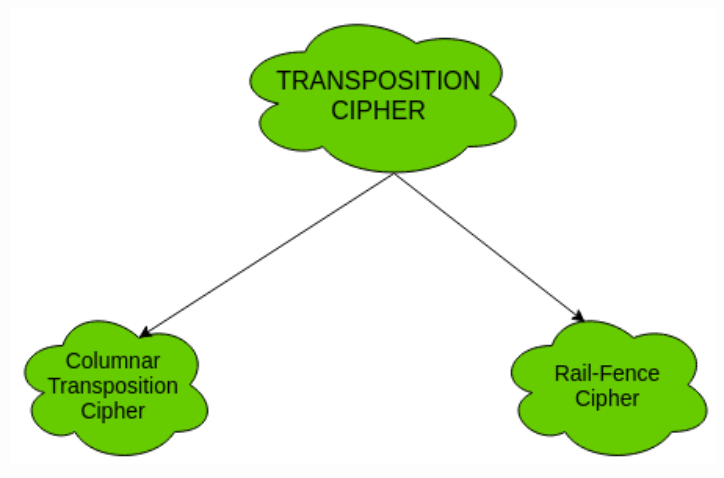 TRANSPOSITION
CIPHER
Columnar
Transposition
Cipher
Rail-Fence
Cipher